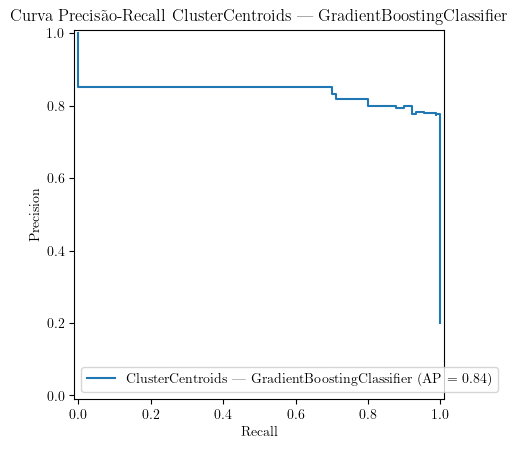 Curva Precisão-Recall ClusterCentroids — GradientBoostingClassifier
1.0
0.8
0.6
0.4
0.2
0.0
Precision
ClusterCentroids — GradientBoostingClassifier (AP = 0.84)
0.0 0.2 0.4 0.6 0.8 1.0
Recall